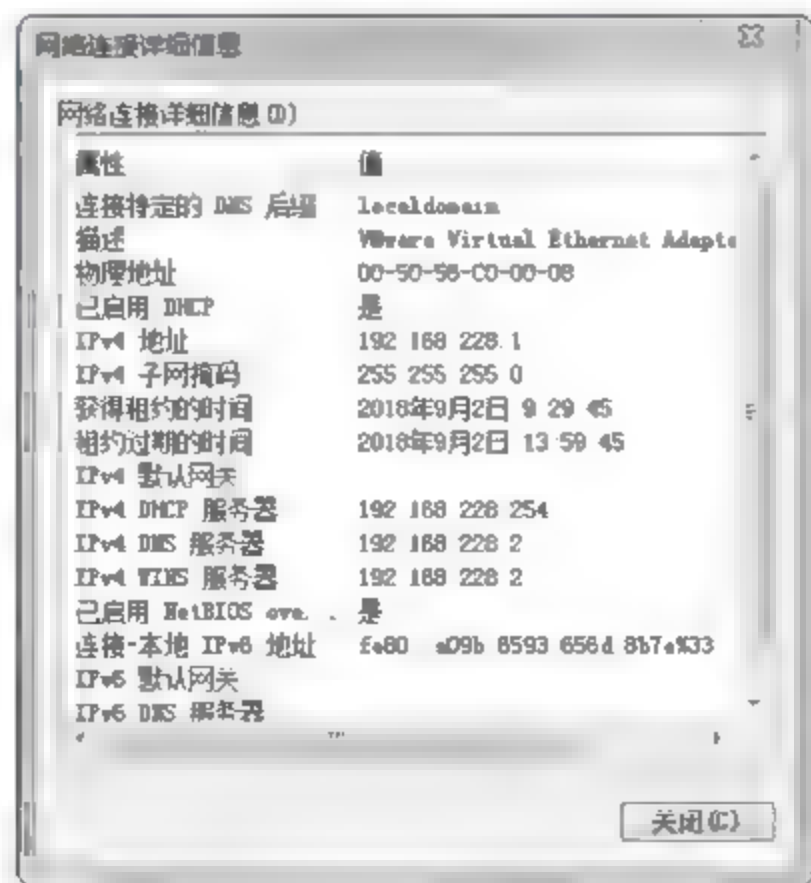 网络连接详细信息
网络连接详细信息(D)
属性 值
连接特定的 DNS 后缀 localdomain
描述 VMware Virtual Ethernet Adapte
物理地址 00-50-56-C0-00-08
已启用 DHCP 是
IPv4 地址 192 168 228.1
IPv4 子网掩码 255 255 255 0
获得租约的时间 2018年9月2日 9 29 45
租约过期的时间 2018年9月2日 13 59 45
IPv4 默认网关
IPv4 DHCP 服务器 192 168 228 254
IPv4 DNS 服务器 192 168 228 2
IPv4 WINS 服务器 192 168 228 2
已启用 NetBIOS ove... 是
连接-本地 IPv6 地址 fe80 a09b 8593 656d 8b7e%33
IPv6 默认网关
IPv6 DNS 服务器
关闭(C)